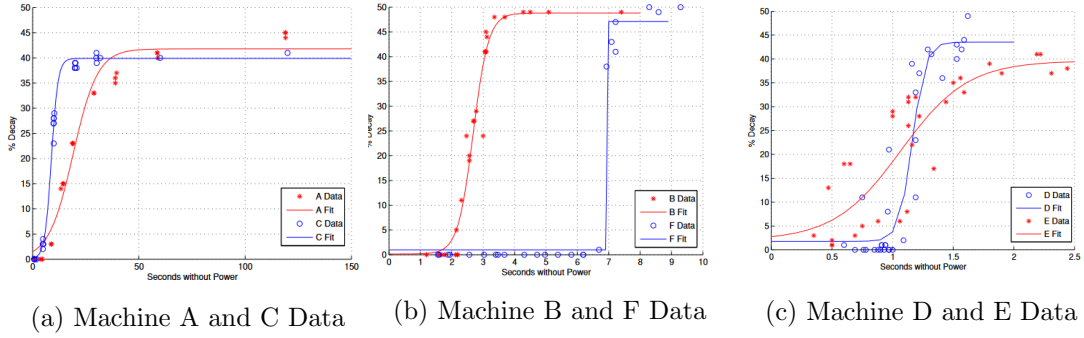 50
45
40
35
30
25
20
15
10
5
0
% Decay
0
50
100
150
Seconds without Power
A Data
A Fit
C Data
C Fit
(a) Machine A and C Data
50
45
40
35
30
25
20
15
10
5
0
% Decay
0
1
2
3
4
5
6
7
8
9
10
Seconds without Power
B Data
B Fit
F Data
F Fit
(b) Machine B and F Data
50
45
40
35
30
25
20
15
10
5
0
% Decay
0
0.5
1
1.5
2
2.5
Seconds without Power
D Data
D Fit
E Data
E Fit
(c) Machine D and E Data